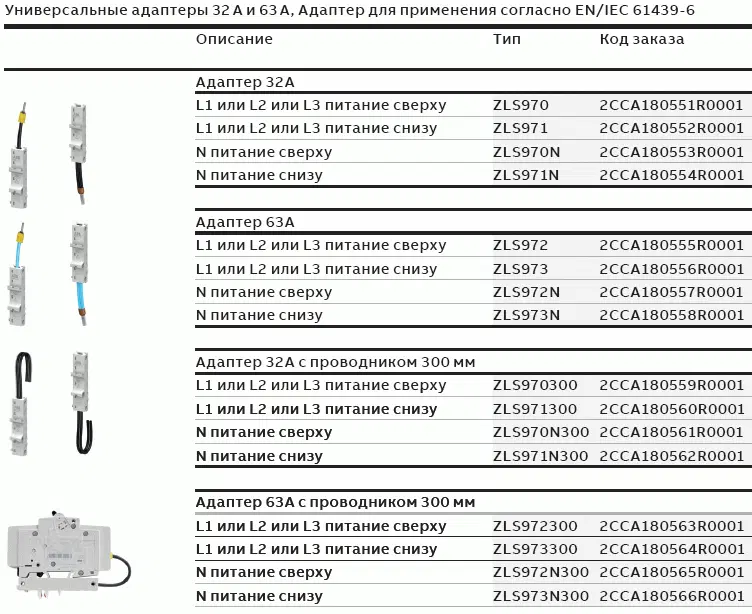 Универсальные адаптеры 32 А и 63 А, Адаптер для применения согласно EN/IEC 61439-6
Описание Тип Код заказа
Адаптер 32А
L1 или L2 или L3 питание сверху ZLS970 2CCA180551R0001
L1 или L2 или L3 питание снизу ZLS971 2CCA180552R0001
N питание сверху ZLS970N 2CCA180553R0001
N питание снизу ZLS971N 2CCA180554R0001
Адаптер 63А
L1 или L2 или L3 питание сверху ZLS972 2CCA180555R0001
L1 или L2 или L3 питание снизу ZLS973 2CCA180556R0001
N питание сверху ZLS972N 2CCA180557R0001
N питание снизу ZLS973N 2CCA180558R0001
Адаптер 32А с проводником 300 мм
L1 или L2 или L3 питание сверху ZLS970300 2CCA180559R0001
L1 или L2 или L3 питание снизу ZLS971300 2CCA180560R0001
N питание сверху ZLS970N300 2CCA180561R0001
N питание снизу ZLS971N300 2CCA180562R0001
Адаптер 63А с проводником 300 мм
L1 или L2 или L3 питание сверху ZLS972300 2CCA180563R0001
L1 или L2 или L3 питание снизу ZLS973300 2CCA180564R0001
N питание сверху ZLS972N300 2CCA180565R0001
N питание снизу ZLS973N300 2CCA180566R0001